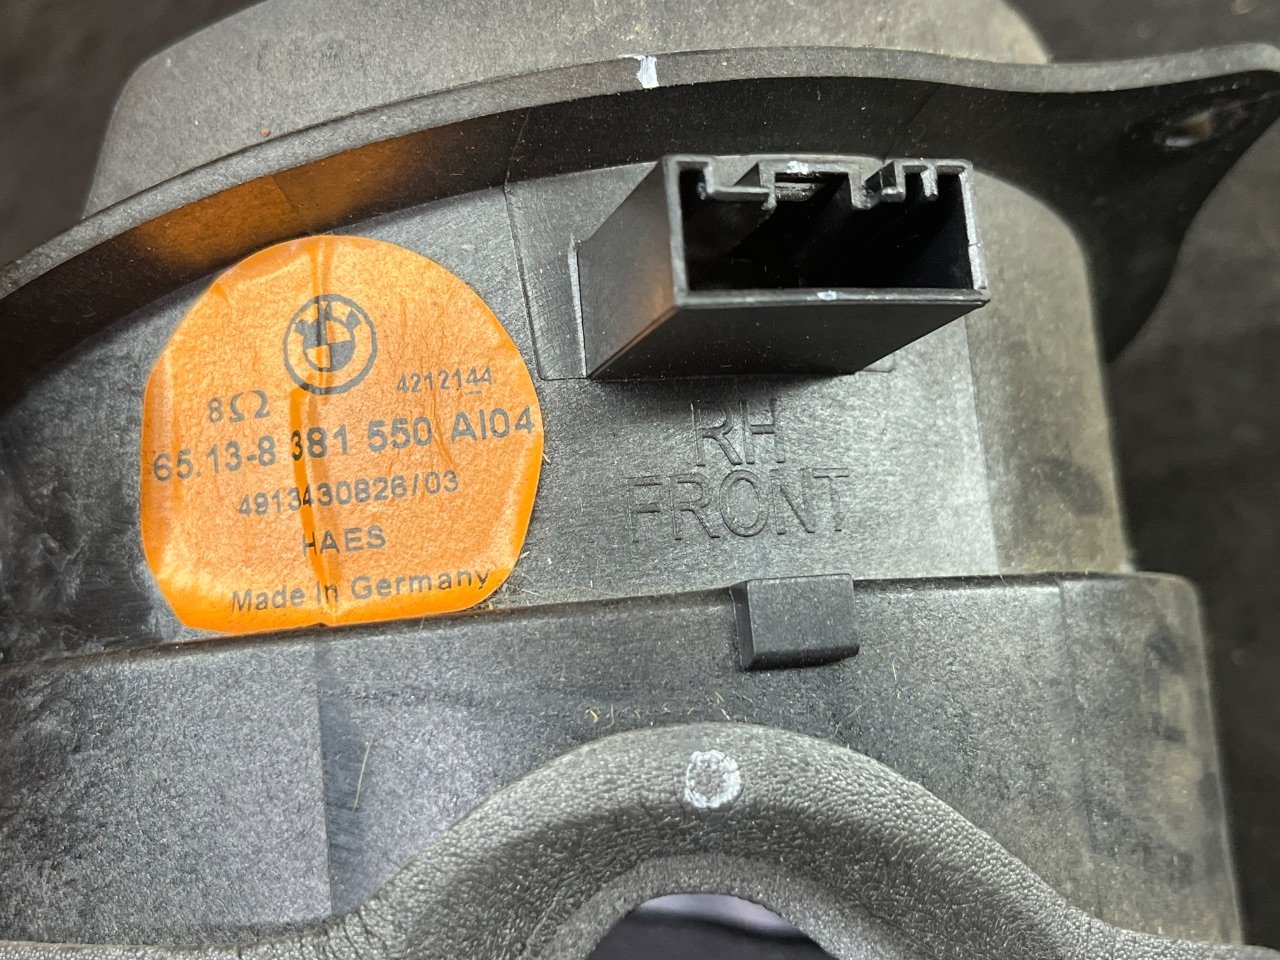 8Ω
4212144
65.13-8 381 550 AI04
4913430826/03
HAES
Made In Germany
RH
FRONT